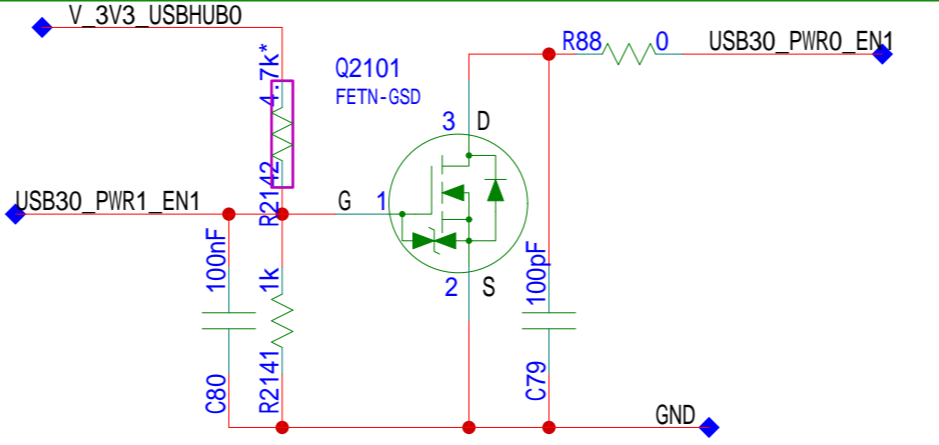 V_3V3_USBHUB0
4.7k*
R2142
Q2101
FETN-GSD
R88
0
USB30_PWR0_EN1
3
D
USB30_PWR1_EN1
G
1
100nF
C80
1k
R2141
2
S
100pF
C79
GND